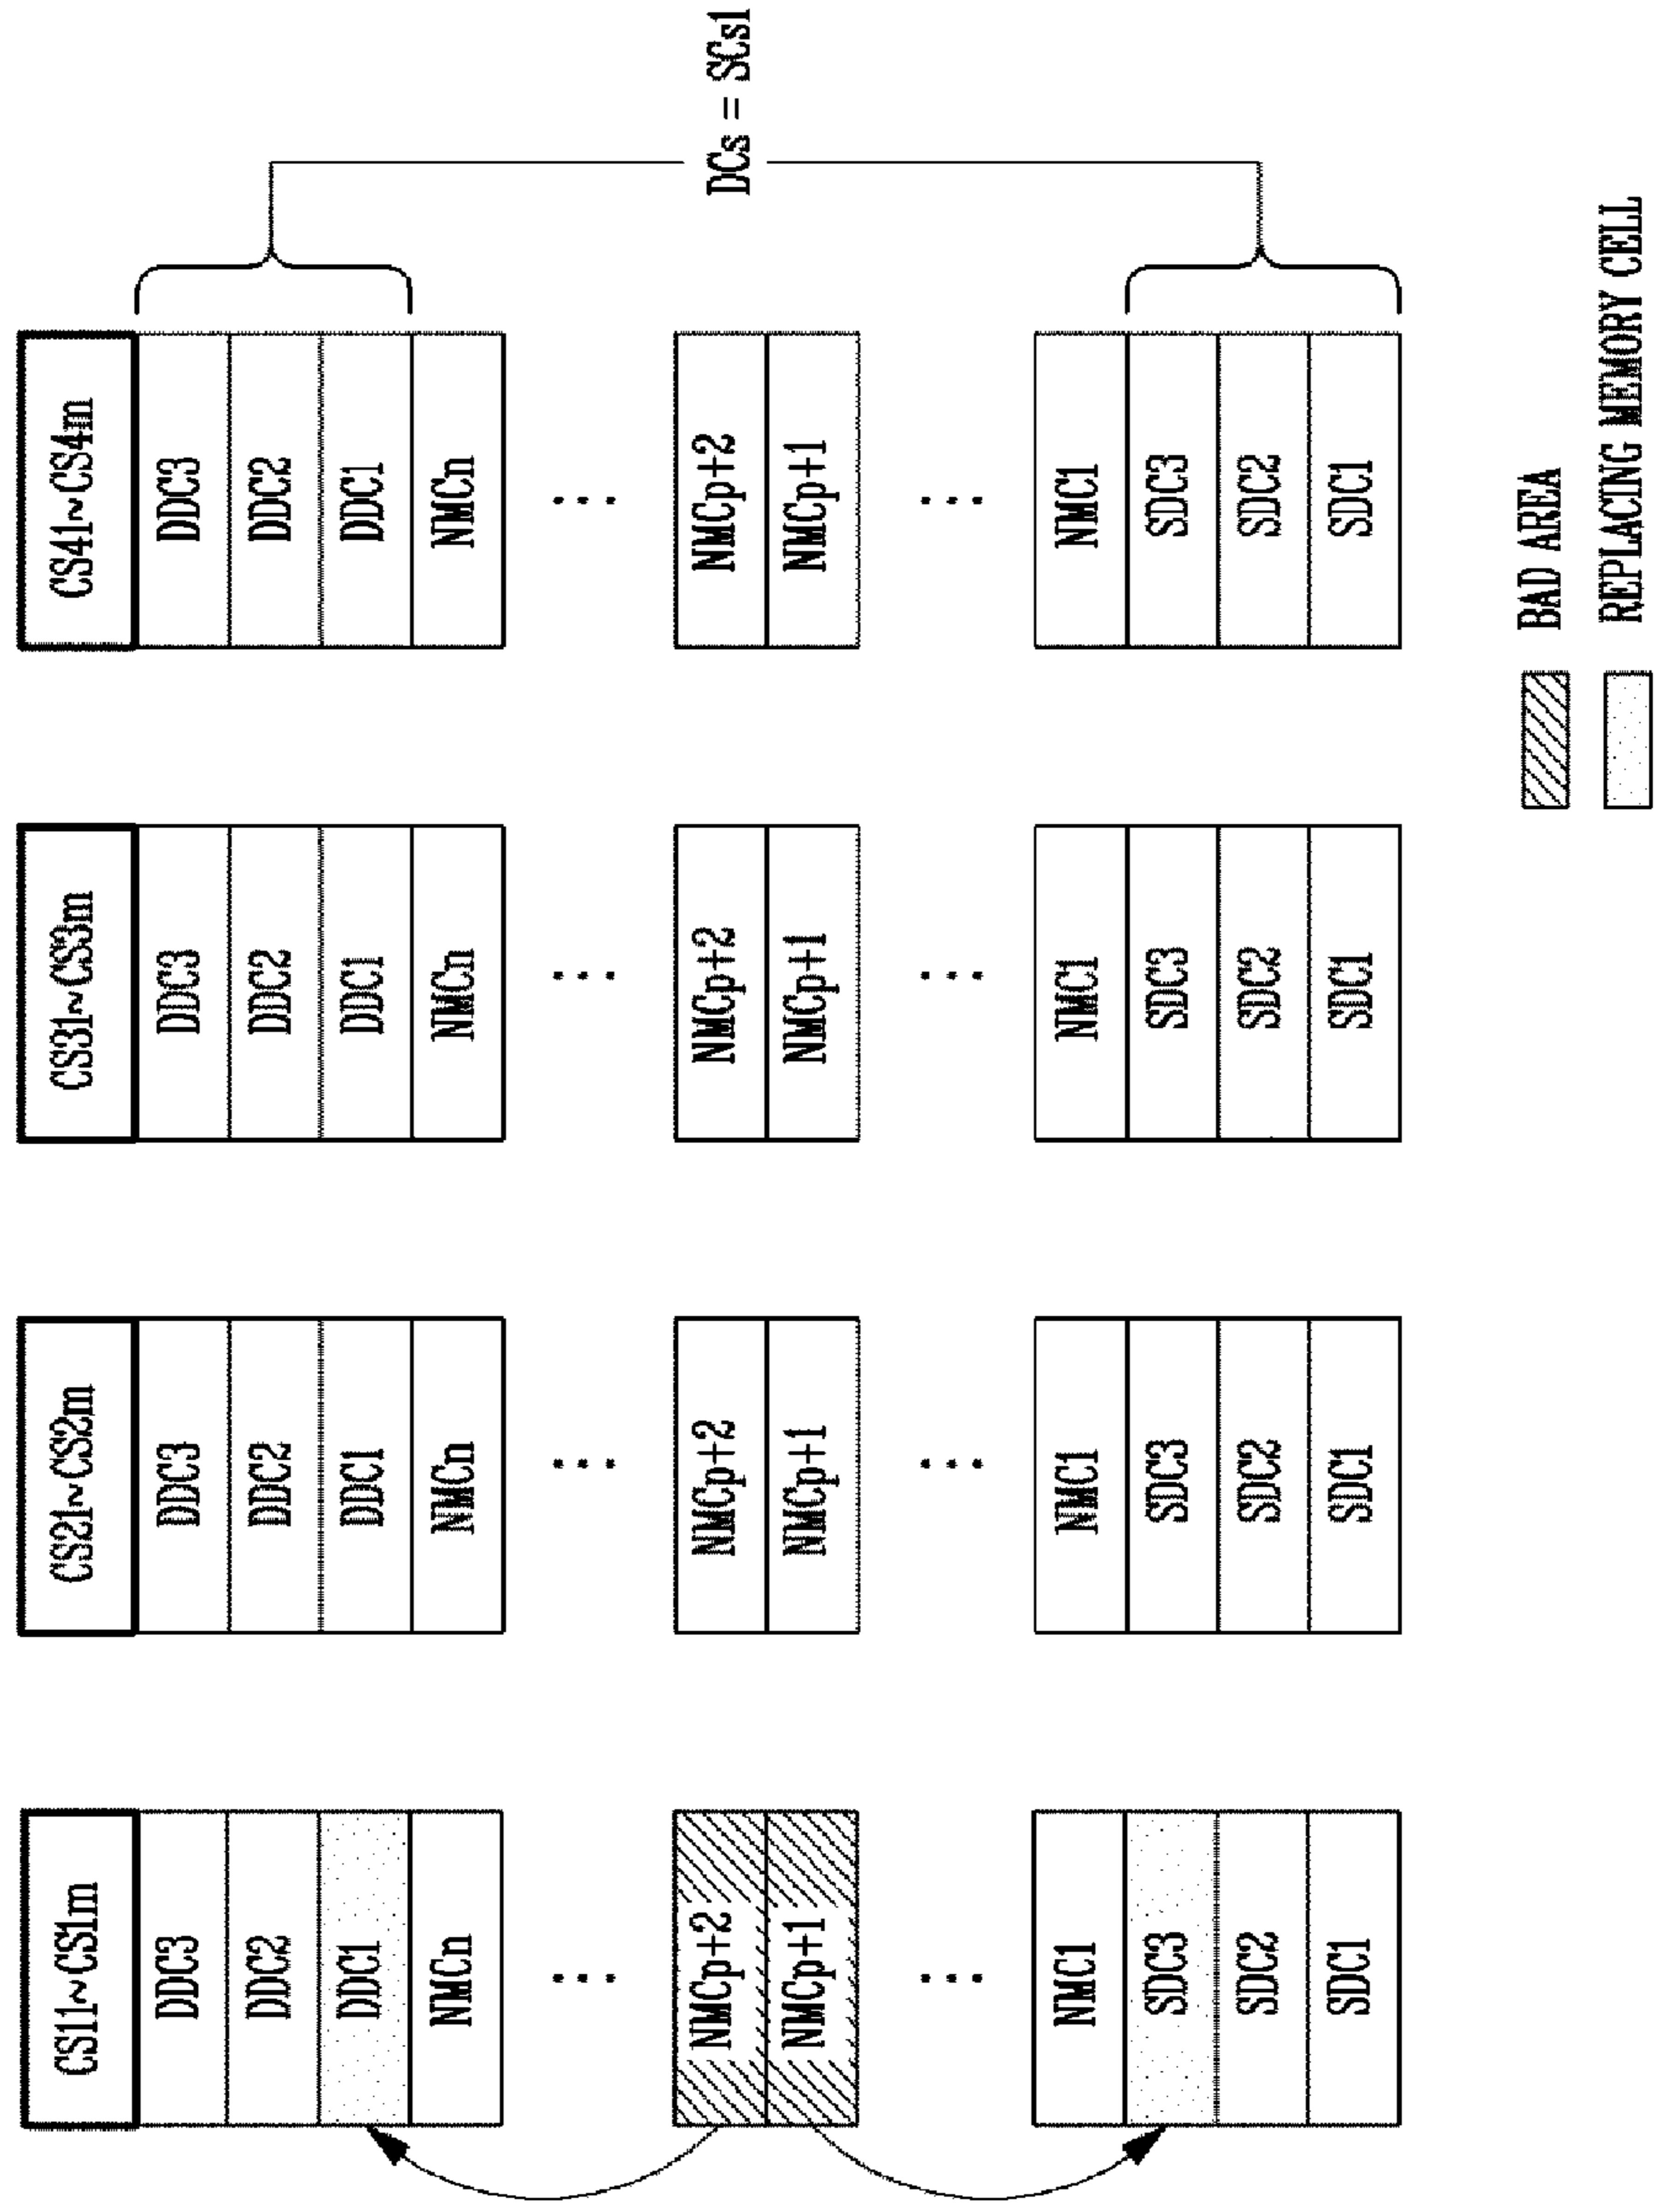 CS11~CS1m
DDC3
DDC2
DDC1
NMCn
...
NMCp+2
NMCp+1
...
NMC1
SDC3
SDC2
SDC1
CS21~CS2m
DDC3
DDC2
DDC1
NMCn
...
NMCp+2
NMCp+1
...
NMC1
SDC3
SDC2
SDC1
CS31~CS3m
DDC3
DDC2
DDC1
NMCn
...
NMCp+2
NMCp+1
...
NMC1
SDC3
SDC2
SDC1
CS41~CS4m
DDC3
DDC2
DDC1
NMCn
...
NMCp+2
NMCp+1
...
NMC1
SDC3
SDC2
SDC1
DCs = SCs1
BAD AREA
REPLACING MEMORY CELL